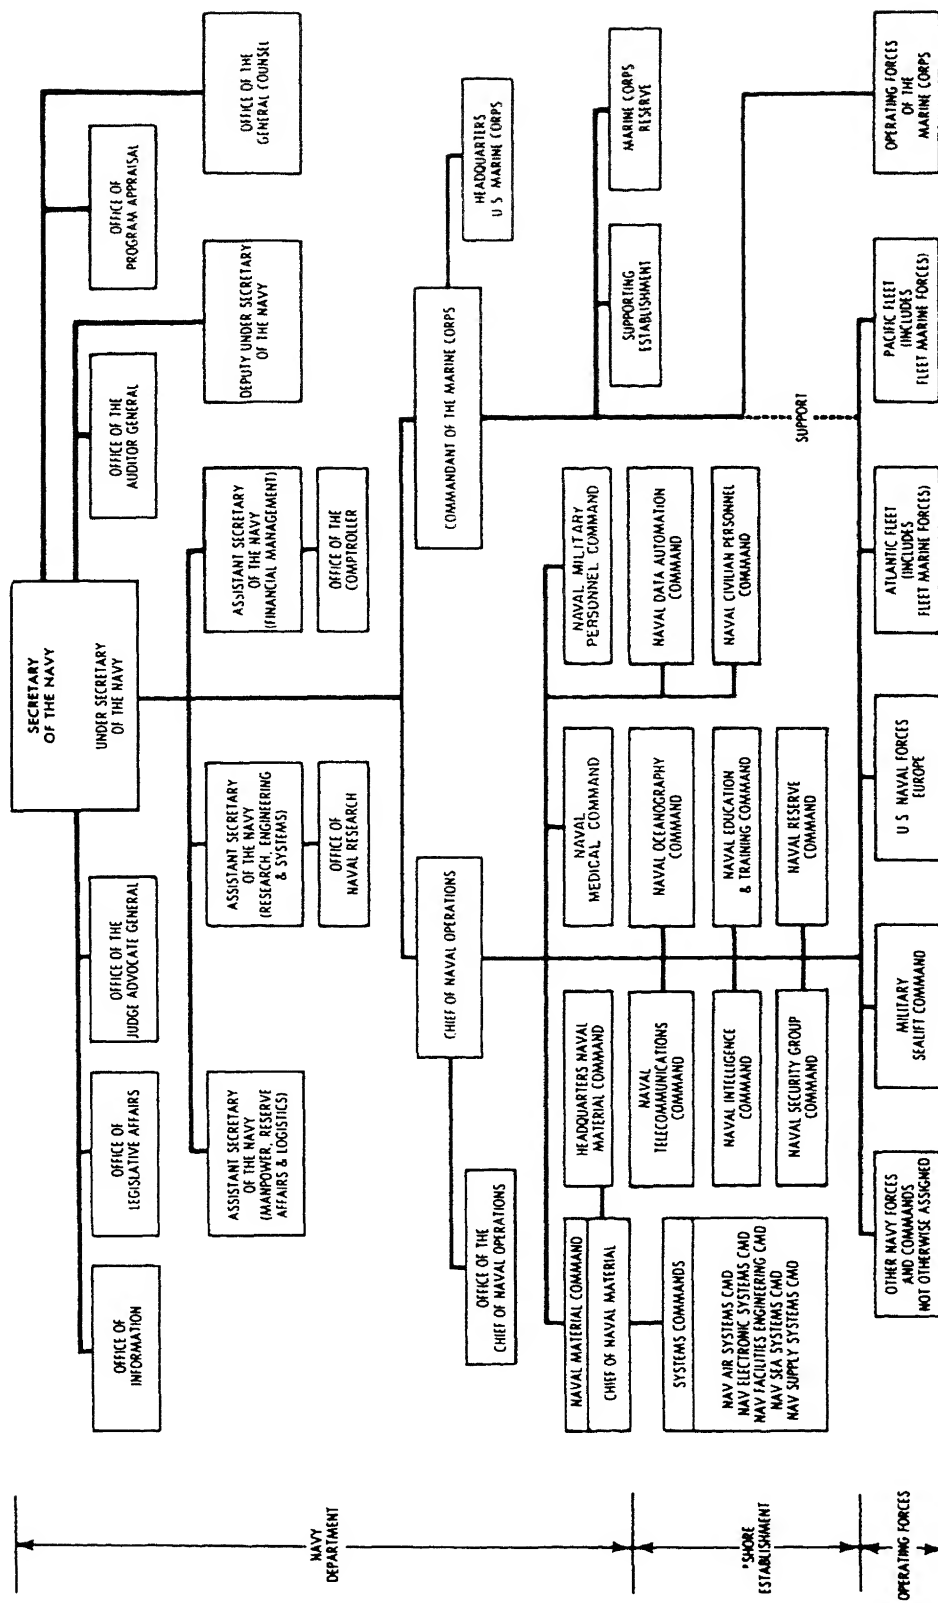 SECRETARY
OF THE NAVY
UNDER SECRETARY
OF THE NAVY
OFFICE OF
INFORMATION
OFFICE OF
LEGISLATIVE AFFAIRS
OFFICE OF THE
JUDGE ADVOCATE GENERAL
OFFICE OF THE
AUDITOR GENERAL
OFFICE OF
PROGRAM APPRAISAL
DEPUTY UNDER SECRETARY
OF THE NAVY
OFFICE OF THE
GENERAL COUNSEL
ASSISTANT SECRETARY
OF THE NAVY
(MANPOWER, RESERVE
AFFAIRS & LOGISTICS)
ASSISTANT SECRETARY
OF THE NAVY
(RESEARCH, ENGINEERING
& SYSTEMS)
ASSISTANT SECRETARY
OF THE NAVY
(FINANCIAL MANAGEMENT)
OFFICE OF
NAVAL RESEARCH
OFFICE OF THE
COMPTROLLER
NAVY
DEPARTMENT
CHIEF OF NAVAL OPERATIONS
COMMANDANT OF THE MARINE CORPS
OFFICE OF THE
CHIEF OF NAVAL OPERATIONS
HEADQUARTERS
U S MARINE CORPS
NAVAL MATERIAL COMMAND
CHIEF OF NAVAL MATERIAL
HEADQUARTERS NAVAL
MATERIAL COMMAND
NAVAL
MEDICAL COMMAND
NAVAL MILITARY
PERSONNEL COMMAND
SUPPORTING
ESTABLISHMENT
MARINE CORPS
RESERVE
NAVAL
TELECOMMUNICATIONS
COMMAND
NAVAL OCEANOGRAPHY
COMMAND
NAVAL DATA AUTOMATION
COMMAND
SYSTEMS COMMANDS
NAV AIR SYSTEMS CMD
NAV ELECTRONIC SYSTEMS CMD
NAV FACILITIES ENGINEERING CMD
NAV SEA SYSTEMS CMD
NAV SUPPLY SYSTEMS CMD
NAVAL INTELLIGENCE
COMMAND
NAVAL EDUCATION
& TRAINING COMMAND
NAVAL CIVILIAN PERSONNEL
COMMAND
NAVAL SECURITY GROUP
COMMAND
NAVAL RESERVE
COMMAND
SUPPORT
*SHORE
ESTABLISHMENT
OPERATING FORCES
OTHER NAVY FORCES
AND COMMANDS
NOT OTHERWISE ASSIGNED
MILITARY
SEALIFT COMMAND
U S NAVAL FORCES
EUROPE
ATLANTIC FLEET
(INCLUDES
FLEET MARINE FORCES)
PACIFIC FLEET
(INCLUDES
FLEET MARINE FORCES)
OPERATING FORCES
OF THE
MARINE CORPS